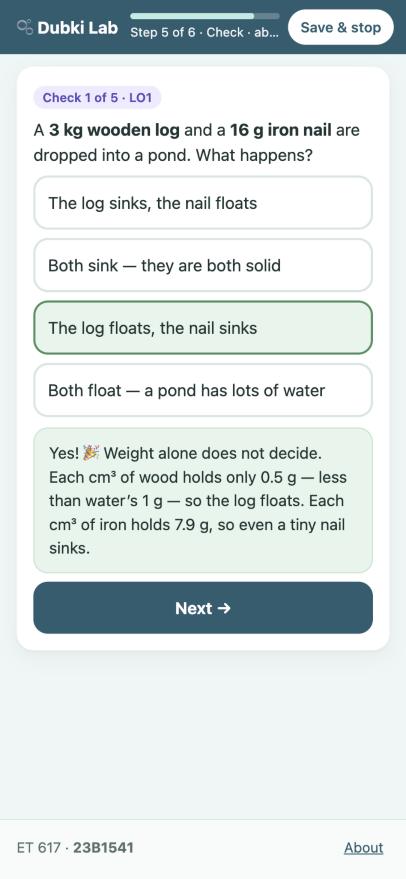 Dubki Lab
Step 5 of 6 · Check · ab...
Save & stop
Check 1 of 5 · LO1
A 3 kg wooden log and a 16 g iron nail are
dropped into a pond. What happens?
The log sinks, the nail floats
Both sink — they are both solid
The log floats, the nail sinks
Both float — a pond has lots of water
Yes! 🎉 Weight alone does not decide.
Each cm³ of wood holds only 0.5 g — less
than water’s 1 g — so the log floats. Each
cm³ of iron holds 7.9 g, so even a tiny nail
sinks.
Next →
ET 617 · 23B1541
About